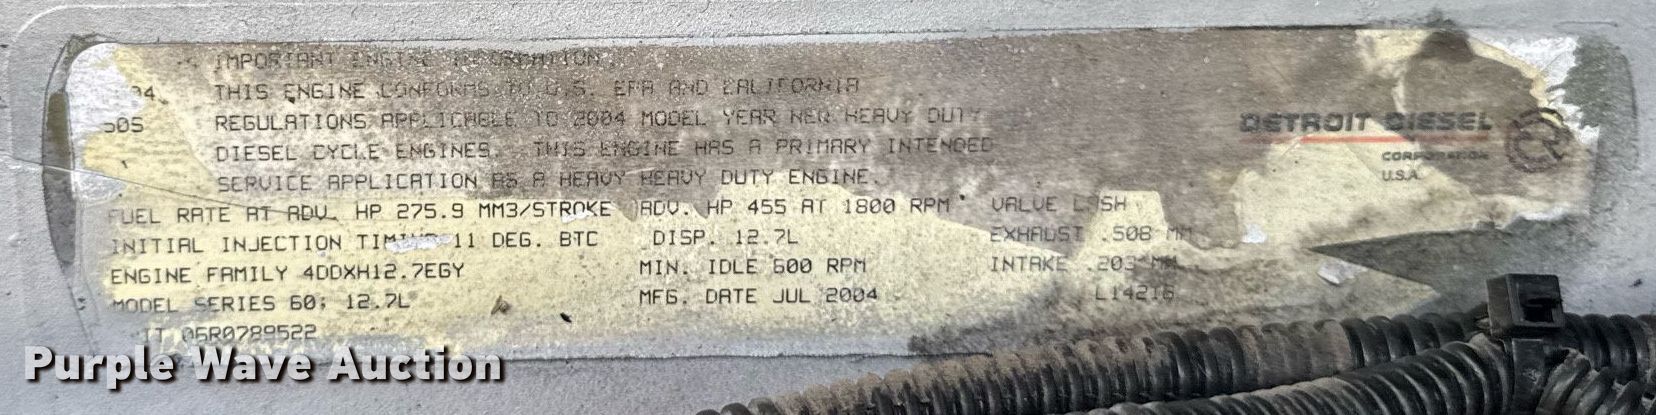 IMPORTANT ENGINE INFORMATION.
THIS ENGINE CONFORMS TO U.S. EPA AND CALIFORNIA
505 REGULATIONS APPLICABLE TO 2004 MODEL YEAR NEW HEAVY DUTY
DIESEL CYCLE ENGINES. THIS ENGINE HAS A PRIMARY INTENDED
SERVICE APPLICATION AS A HEAVY HEAVY DUTY ENGINE.
DETROIT DIESEL
CORPORATION
U.S.A.
FUEL RATE AT ADV. HP 275.9 MM3/STROKE ADV. HP 455 AT 1800 RPM VALVE LASH
INITIAL INJECTION TIMING 11 DEG. BTC DISP. 12.7L EXHAUST .508 MM
ENGINE FAMILY 4DDXH12.7EGY MIN. IDLE 600 RPM INTAKE .203 MM
MODEL SERIES 60: 12.7L MFG. DATE JUL 2004 L14216
IT 06R0789522
Purple Wave Auction